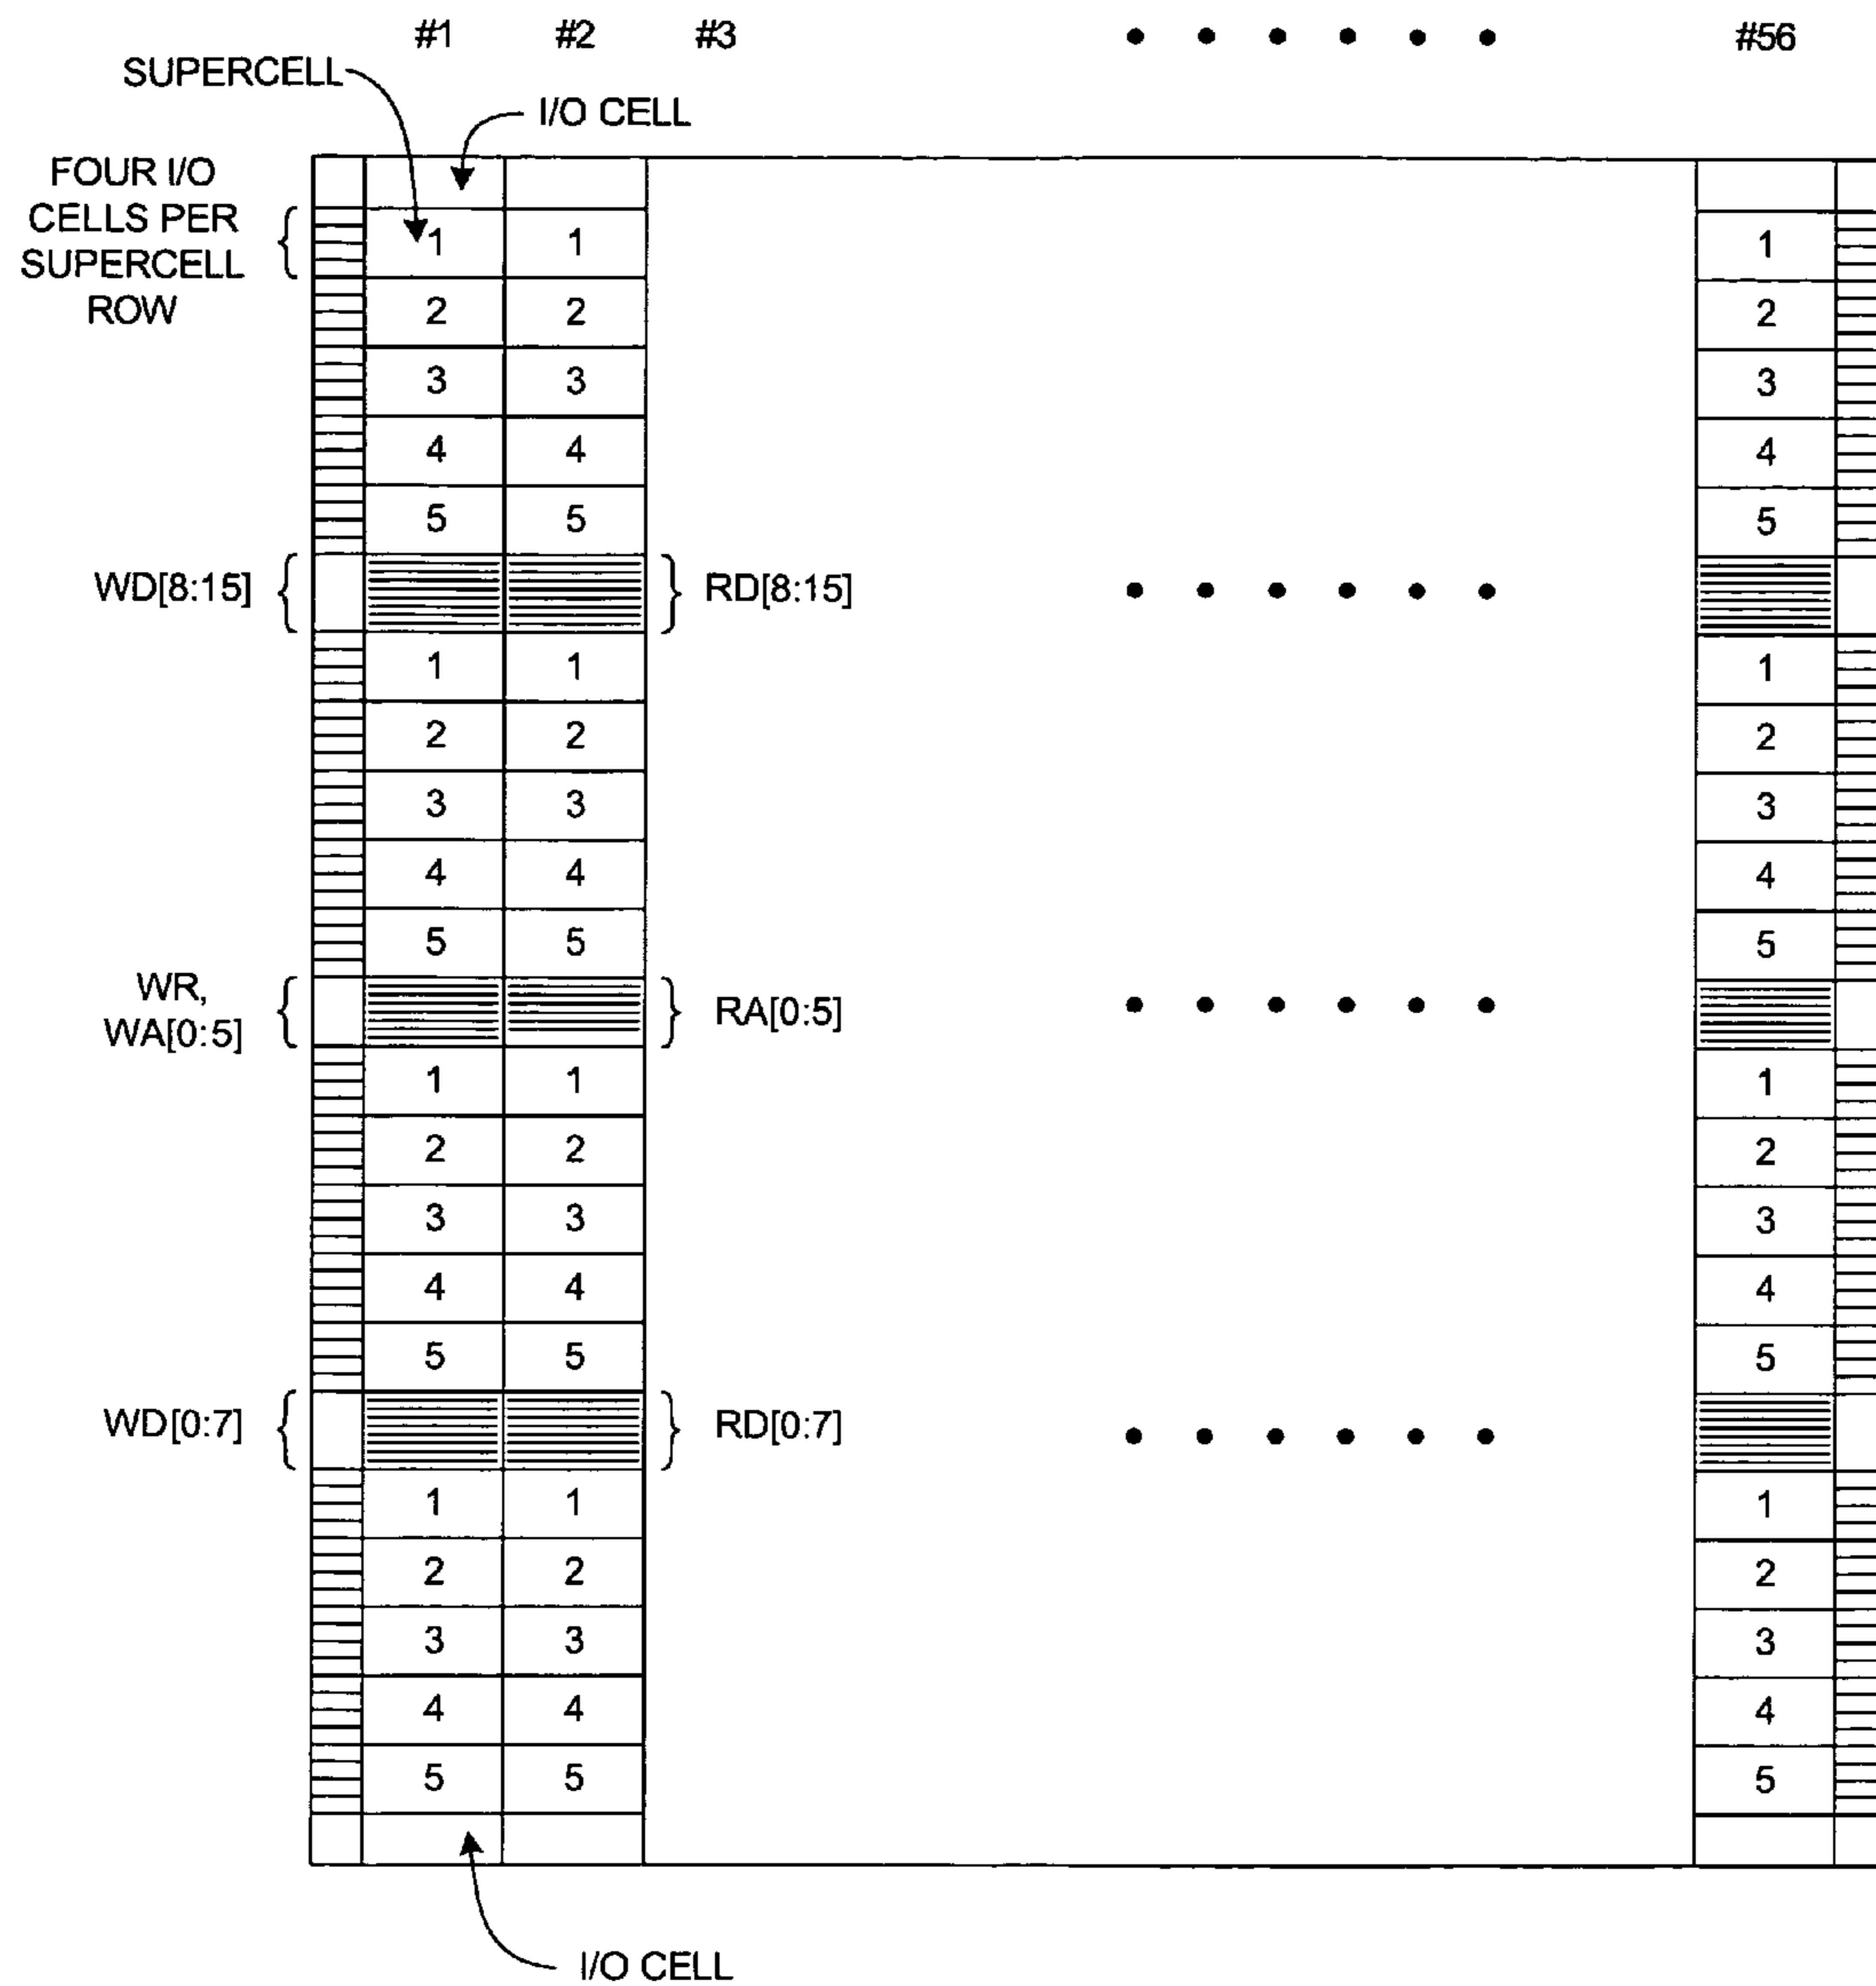 #1 #2 #3 #56
SUPERCELL
I/O CELL
FOUR I/O
CELLS PER
SUPERCELL
ROW
1 1 1
2 2 2
3 3 3
4 4 4
5 5 5
WD[8:15] RD[8:15]
1 1 1
2 2 2
3 3 3
4 4 4
5 5 5
WR,
WA[0:5] RA[0:5]
1 1 1
2 2 2
3 3 3
4 4 4
5 5 5
WD[0:7] RD[0:7]
1 1 1
2 2 2
3 3 3
4 4 4
5 5 5
I/O CELL